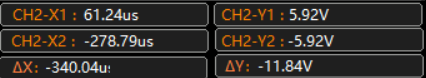 CH2-X1 : 61.24us CH2-Y1 : 5.92V
CH2-X2 : -278.79us CH2-Y2 : -5.92V
ΔX: -340.04u ΔY: -11.84V